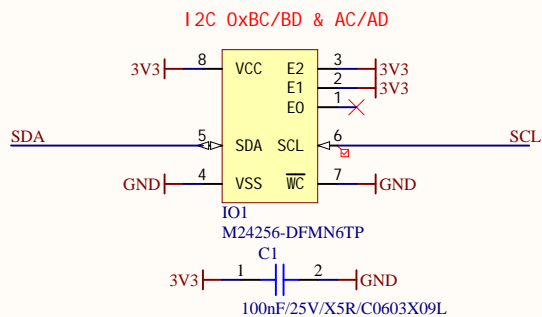 I2C 0xBC/BD & AC/AD
3V3 8 VCC E2 3 3V3
E1 2 3V3
E0 1
SDA 5 SDA SCL 6 SCL
GND 4 VSS WC 7 GND
IO1
M24256-DFMN6TP
C1
3V3 1 2 GND
100nF/25V/X5R/C0603X09L